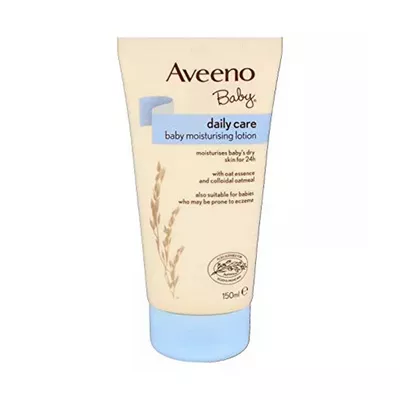 Aveeno
Baby®
daily care
baby moisturising lotion
moisturises baby's dry
skin for 24h
with oat essence
and colloidal oatmeal
also suitable for babies
who may be prone to eczema
150ml e